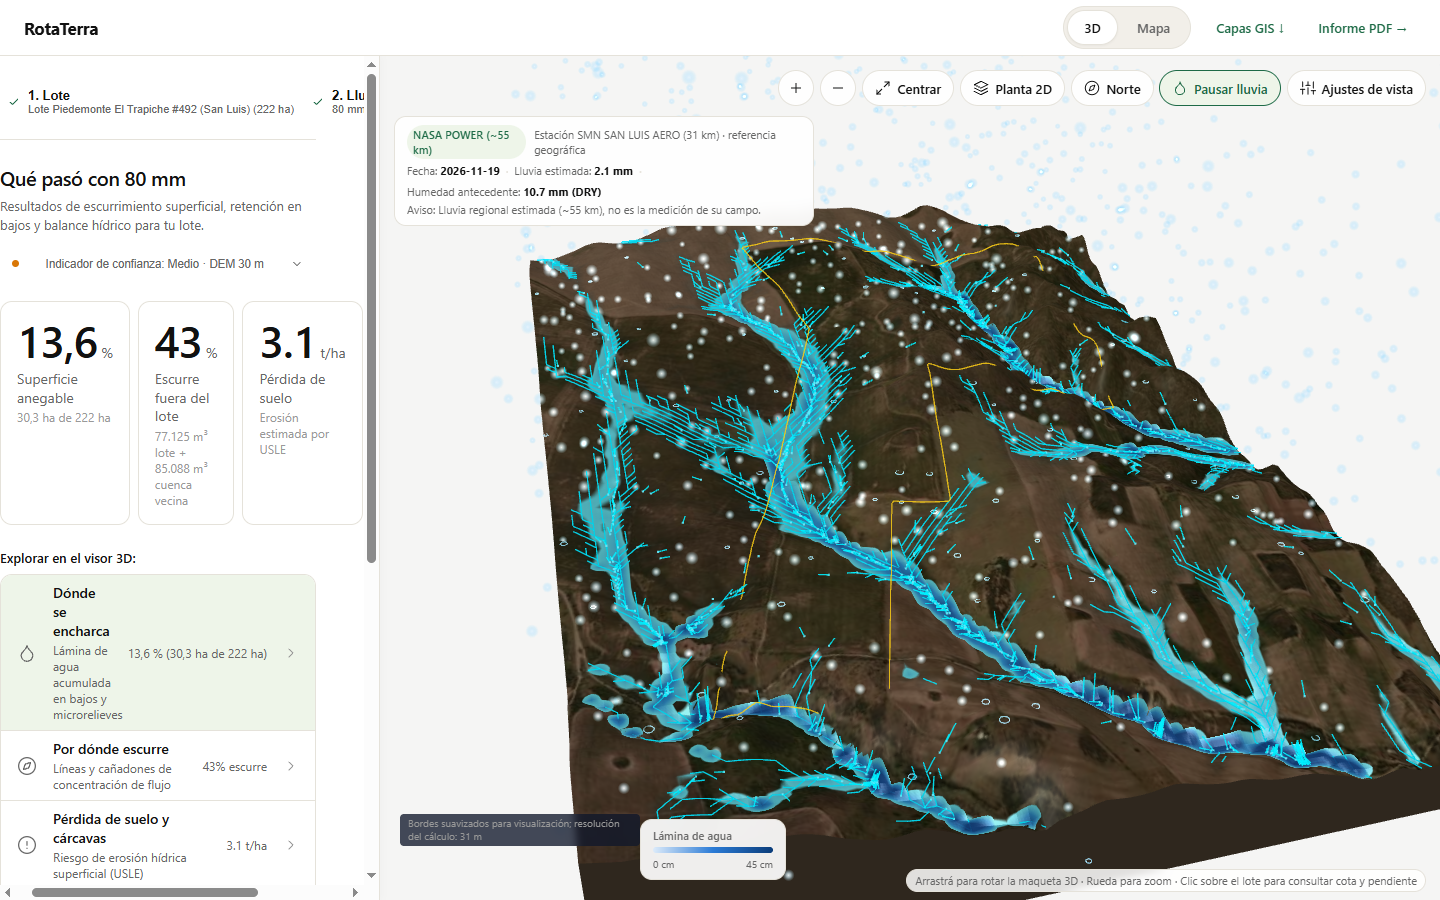 RotaTerra
3D
Mapa
Capas GIS ↓
Informe PDF →
1. Lote
Lote Piedemonte El Trapiche #492 (San Luis) (222 ha)
2. Llu
80 mm
Qué pasó con 80 mm
Resultados de escurrimiento superficial, retención en
bajos y balance hídrico para tu lote.
Indicador de confianza: Medio · DEM 30 m
13,6 %
Superficie
anegable
30,3 ha de 222 ha
43 %
Escurre
fuera del
lote
77.125 m³
lote +
85.088 m³
cuenca
vecina
3.1 t/ha
Pérdida de
suelo
Erosión
estimada por
USLE
Explorar en el visor 3D:
Dónde
se
encharca
Lámina de
agua
acumulada
en bajos y
microrelieves
13,6 % (30,3 ha de 222 ha)
Por dónde escurre
Líneas y cañadones de
concentración de flujo
43% escurre
Pérdida de suelo y
cárcavas
Riesgo de erosión hídrica
superficial (USLE)
3.1 t/ha
Centrar
Planta 2D
Norte
Pausar lluvia
Ajustes de vista
NASA POWER (~55
km)
Estación SMN SAN LUIS AERO (31 km) · referencia
geográfica
Fecha: 2026-11-19 · Lluvia estimada: 2.1 mm ·
Humedad antecedente: 10.7 mm (DRY)
Aviso: Lluvia regional estimada (~55 km), no es la medición de su campo.
Bordes suavizados para visualización; resolución
del cálculo: 31 m
Lámina de agua
0 cm
45 cm
Arrastrá para rotar la maqueta 3D · Rueda para zoom · Clic sobre el lote para consultar cota y pendiente